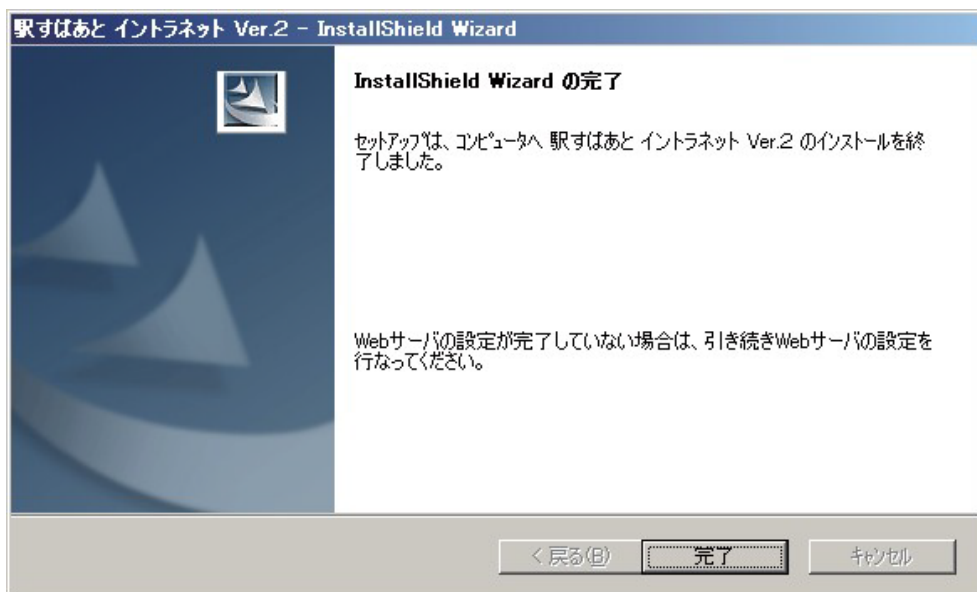 駅すぱあと イントラネット Ver.2 - InstallShield Wizard
InstallShield Wizard の完了
セットアップは、コンピュータへ 駅すぱあと イントラネット Ver.2 のインストールを終
了しました。
Webサーバの設定が完了していない場合は、引き続きWebサーバの設定を
行なってください。
< 戻る(B)
完了
キャンセル